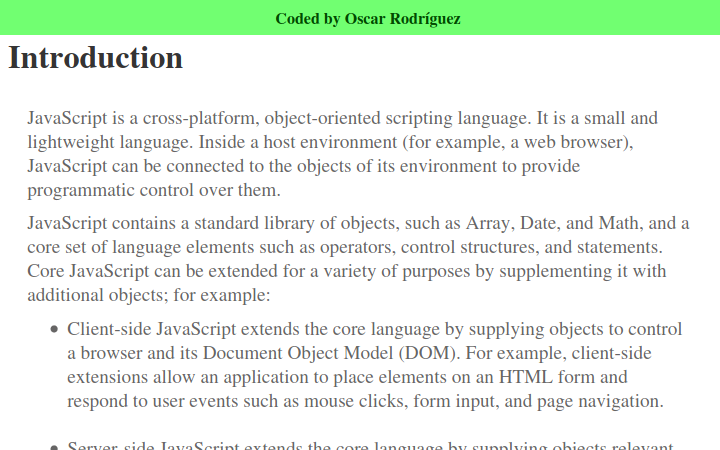 Coded by Oscar Rodríguez
Introduction
JavaScript is a cross-platform, object-oriented scripting language. It is a small and
lightweight language. Inside a host environment (for example, a web browser),
JavaScript can be connected to the objects of its environment to provide
programmatic control over them.
JavaScript contains a standard library of objects, such as Array, Date, and Math, and a
core set of language elements such as operators, control structures, and statements.
Core JavaScript can be extended for a variety of purposes by supplementing it with
additional objects; for example:
• Client-side JavaScript extends the core language by supplying objects to control
a browser and its Document Object Model (DOM). For example, client-side
extensions allow an application to place elements on an HTML form and
respond to user events such as mouse clicks, form input, and page navigation.
• Server-side JavaScript extends the core language by supplying objects relevant